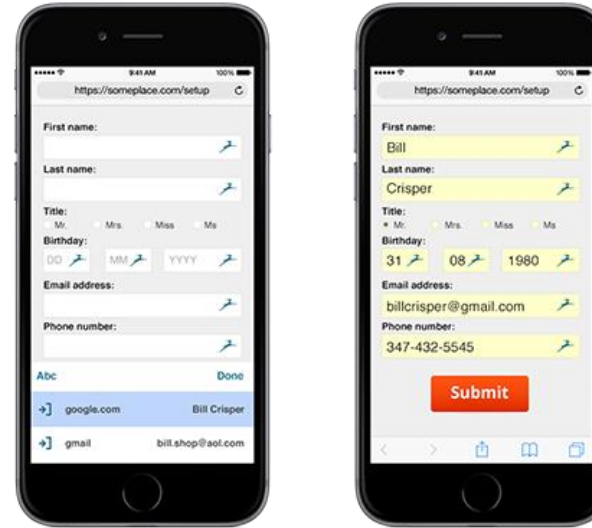 9:41 AM
100%
https://someplace.com/setup
First name:
Last name:
Title:
Mr. Mrs. Miss Ms
Birthday:
DD MM YYYY
Email address:
Phone number:
Abc Done
google.com Bill Crisper
gmail bill.shop@aol.com
9:41 AM
100%
https://someplace.com/setup
First name:
Bill
Last name:
Crisper
Title:
Mr. Mrs. Miss Ms
Birthday:
31 08 1980
Email address:
billcrisper@gmail.com
Phone number:
347-432-5545
Submit